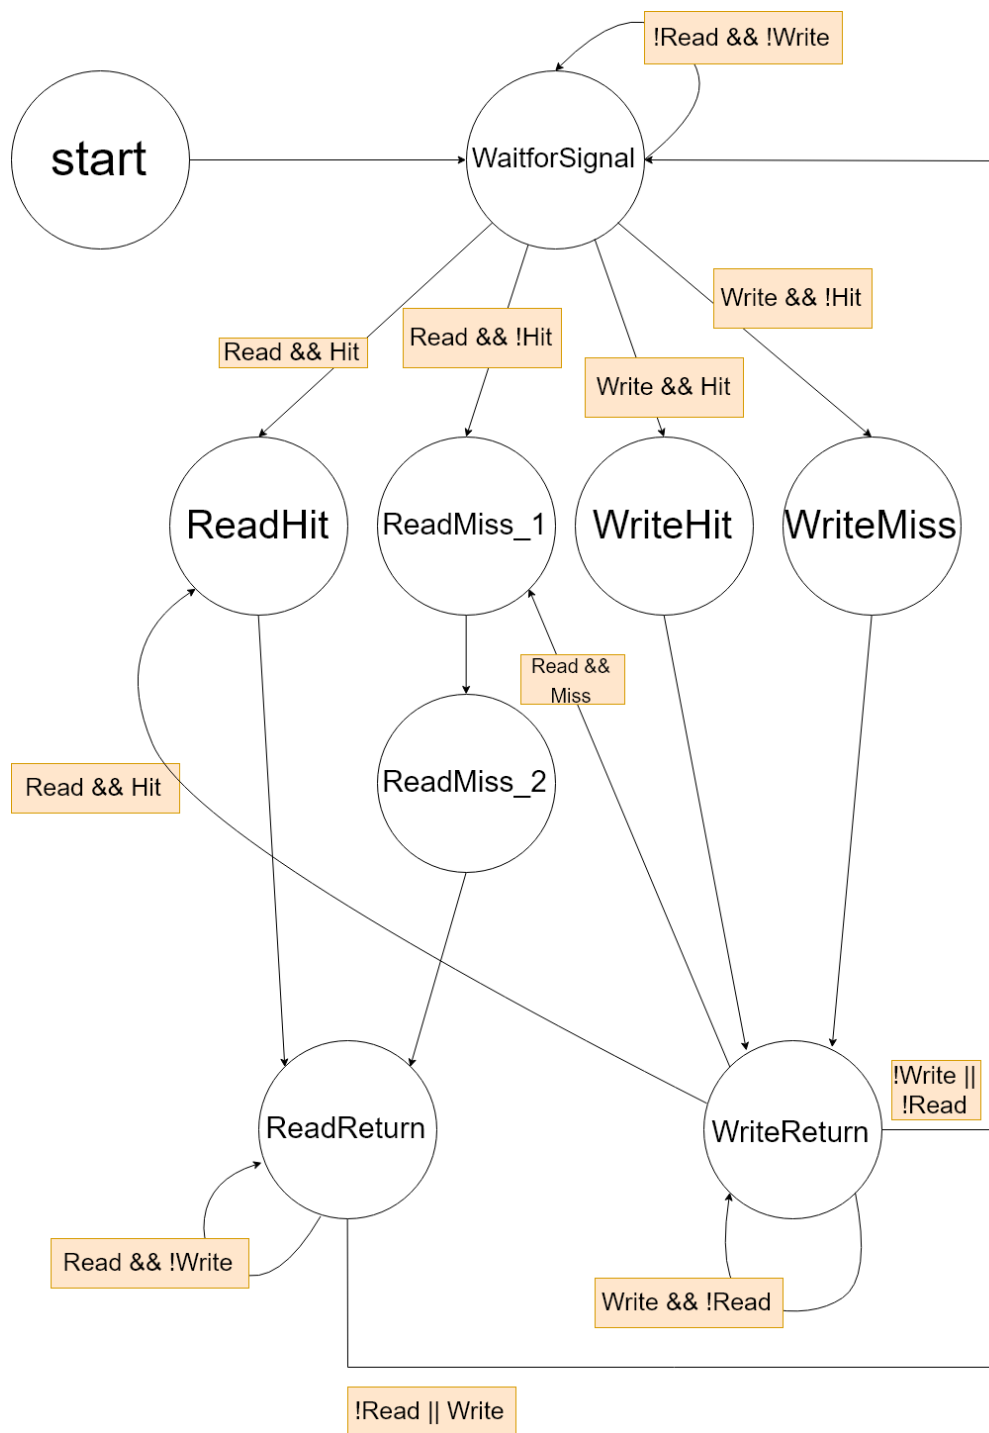 !Read && !Write
start
WaitforSignal
Write && !Hit
Read && !Hit
Read && Hit
Write && Hit
ReadHit
ReadMiss_1
WriteHit
WriteMiss
Read &&
Miss
ReadMiss_2
Read && Hit
!Write ||
!Read
ReadReturn
WriteReturn
Read && !Write
Write && !Read
!Read || Write